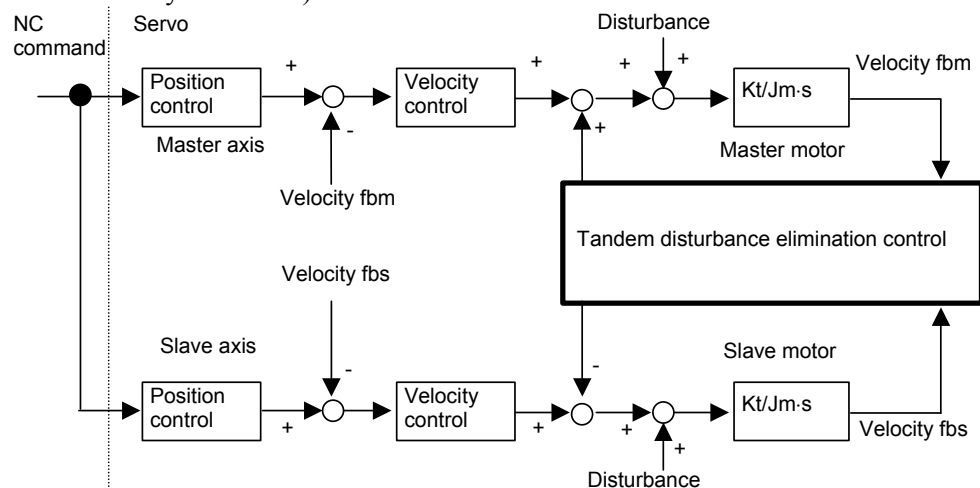 NC
command
Servo
Disturbance
+
+
+
+
Velocity fbm
Position
control
Velocity
control
Kt/Jm·s
-
+
Master axis
Master motor
Velocity fbm
Tandem disturbance elimination control
Velocity fbs
Slave axis
Slave motor
-
-
Position
control
Velocity
control
Kt/Jm·s
+
+
+
+
Velocity fbs
Disturbance